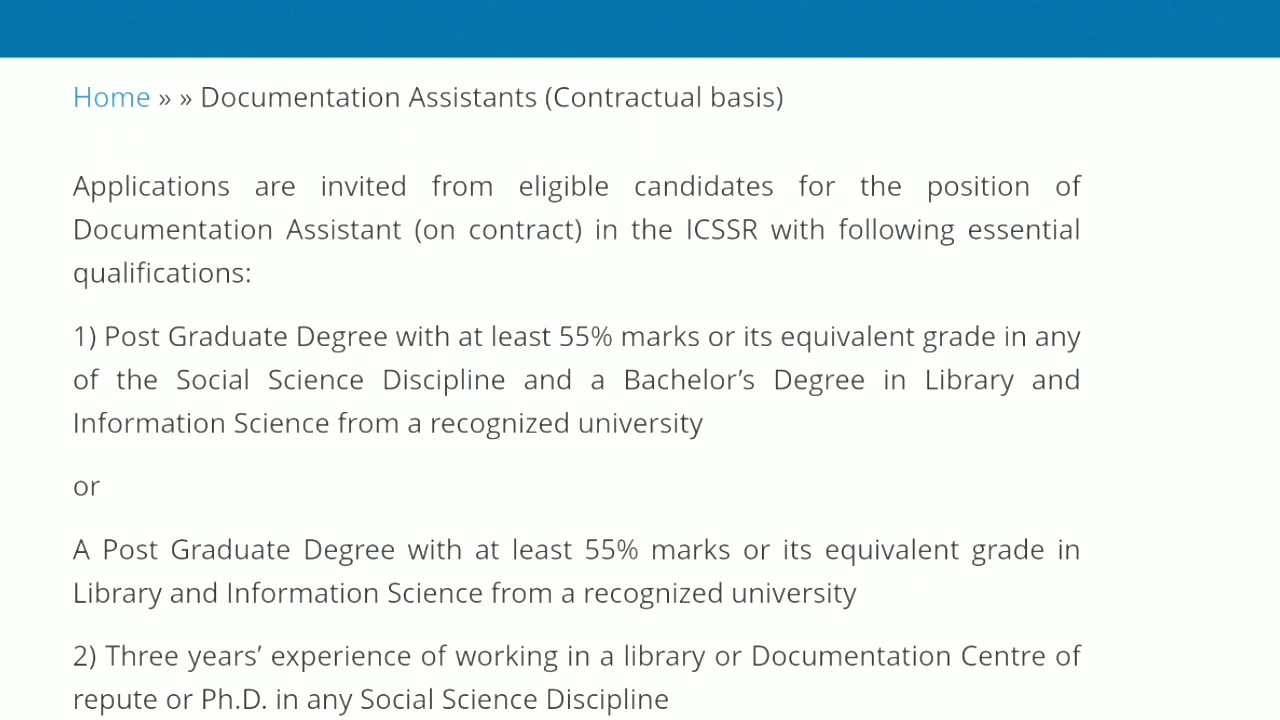 Home » » Documentation Assistants (Contractual basis)
Applications are invited from eligible candidates for the position of
Documentation Assistant (on contract) in the ICSSR with following essential
qualifications:
1) Post Graduate Degree with at least 55% marks or its equivalent grade in any
of the Social Science Discipline and a Bachelor’s Degree in Library and
Information Science from a recognized university
or
A Post Graduate Degree with at least 55% marks or its equivalent grade in
Library and Information Science from a recognized university
2) Three years’ experience of working in a library or Documentation Centre of
repute or Ph.D. in any Social Science Discipline